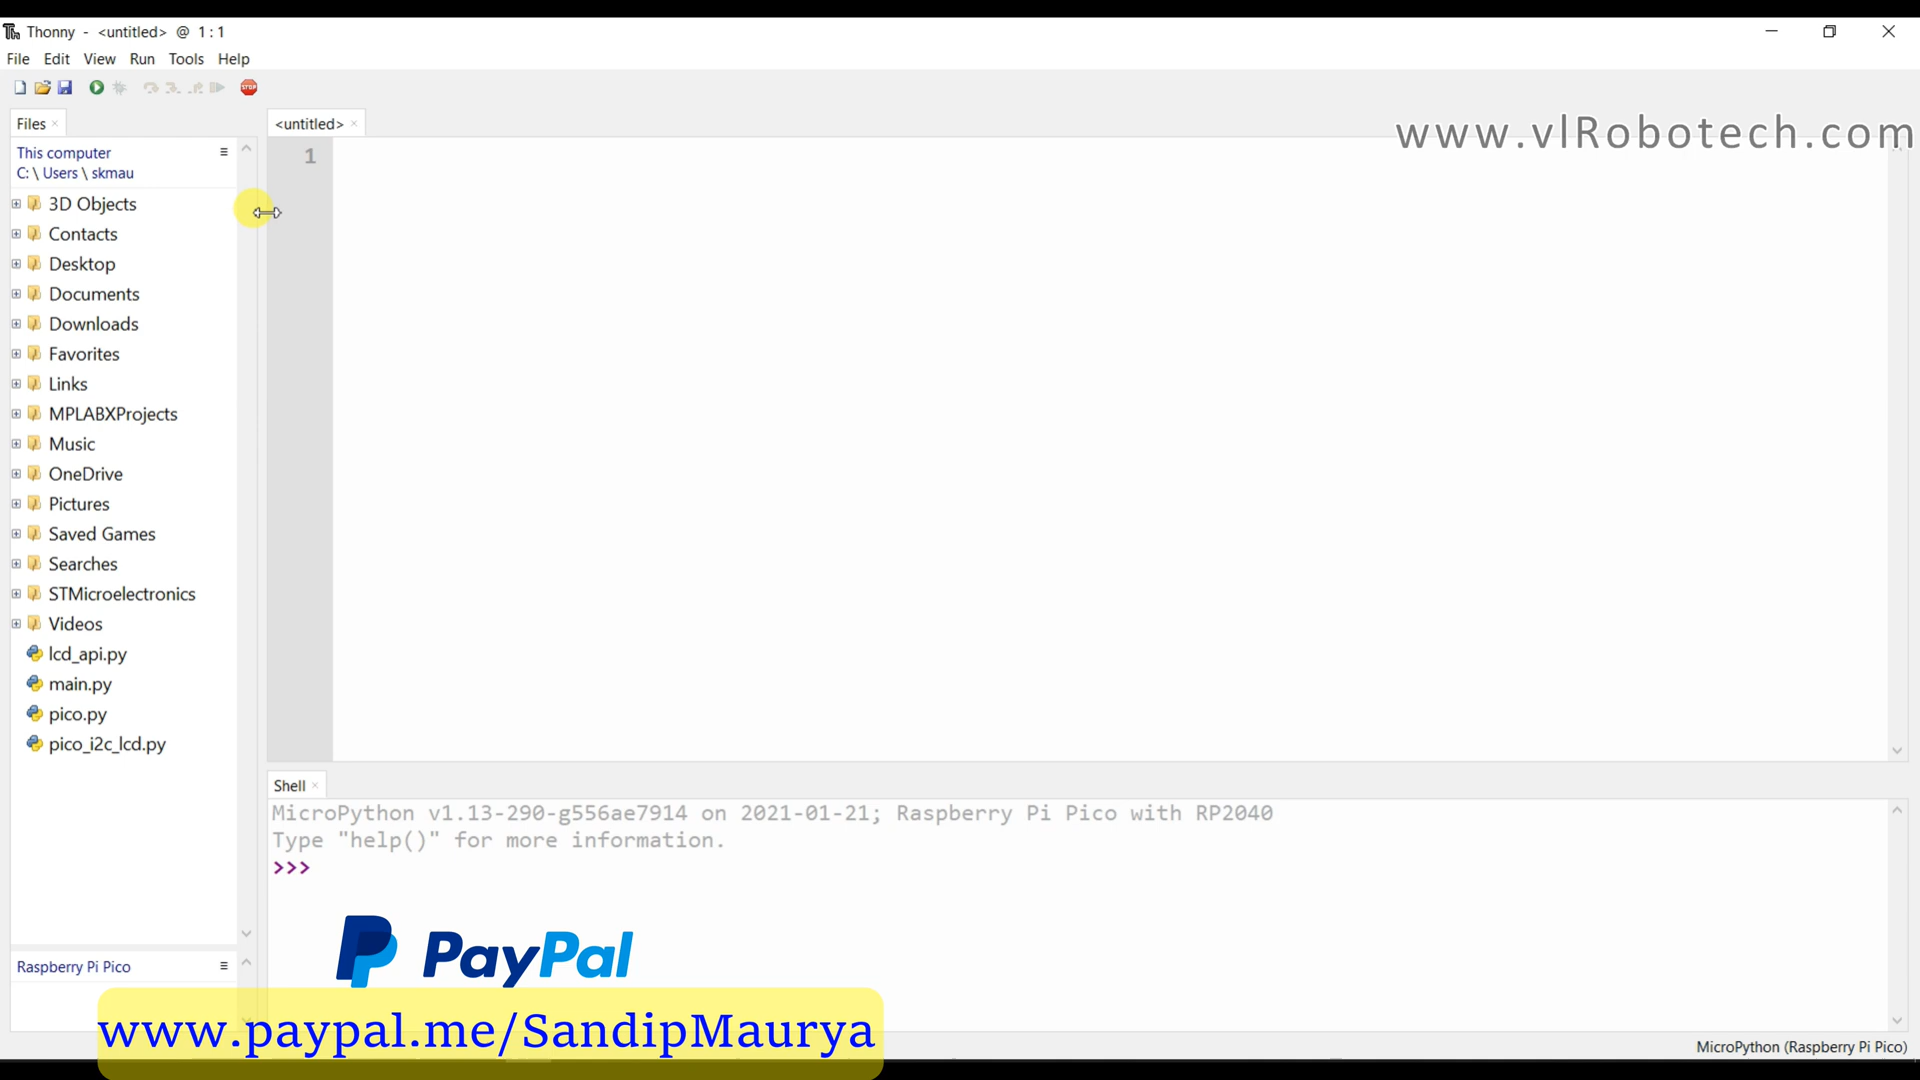 Thonny - <untitled> @ 1 : 1
File Edit View Run Tools Help
STOP
Files
<untitled>
www.vlRobotech.com
This computer
C: \ Users \ skmau
1
3D Objects
Contacts
Desktop
Documents
Downloads
Favorites
Links
MPLABXProjects
Music
OneDrive
Pictures
Saved Games
Searches
STMicroelectronics
Videos
lcd_api.py
main.py
pico.py
pico_i2c_lcd.py
Shell
MicroPython v1.13-290-g556ae7914 on 2021-01-21; Raspberry Pi Pico with RP2040
Type "help()" for more information.
>>>
PayPal
Raspberry Pi Pico
www.paypal.me/SandipMaurya
MicroPython (Raspberry Pi Pico)